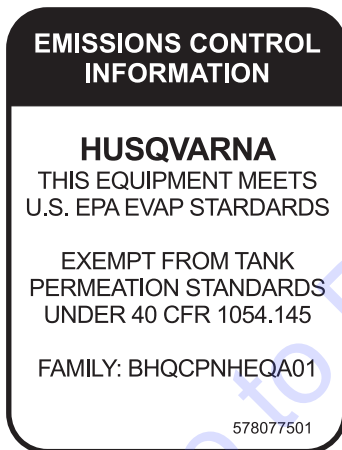 EMISSIONS CONTROL
INFORMATION
HUSQVARNA
THIS EQUIPMENT MEETS
U.S. EPA EVAP STARDARDS
EXEMPT FROM TANK
PERMEATION STANDARDS
UNDER 40 CFR 1054.145
FAMILY: BHQCPNHEQA01
578077501